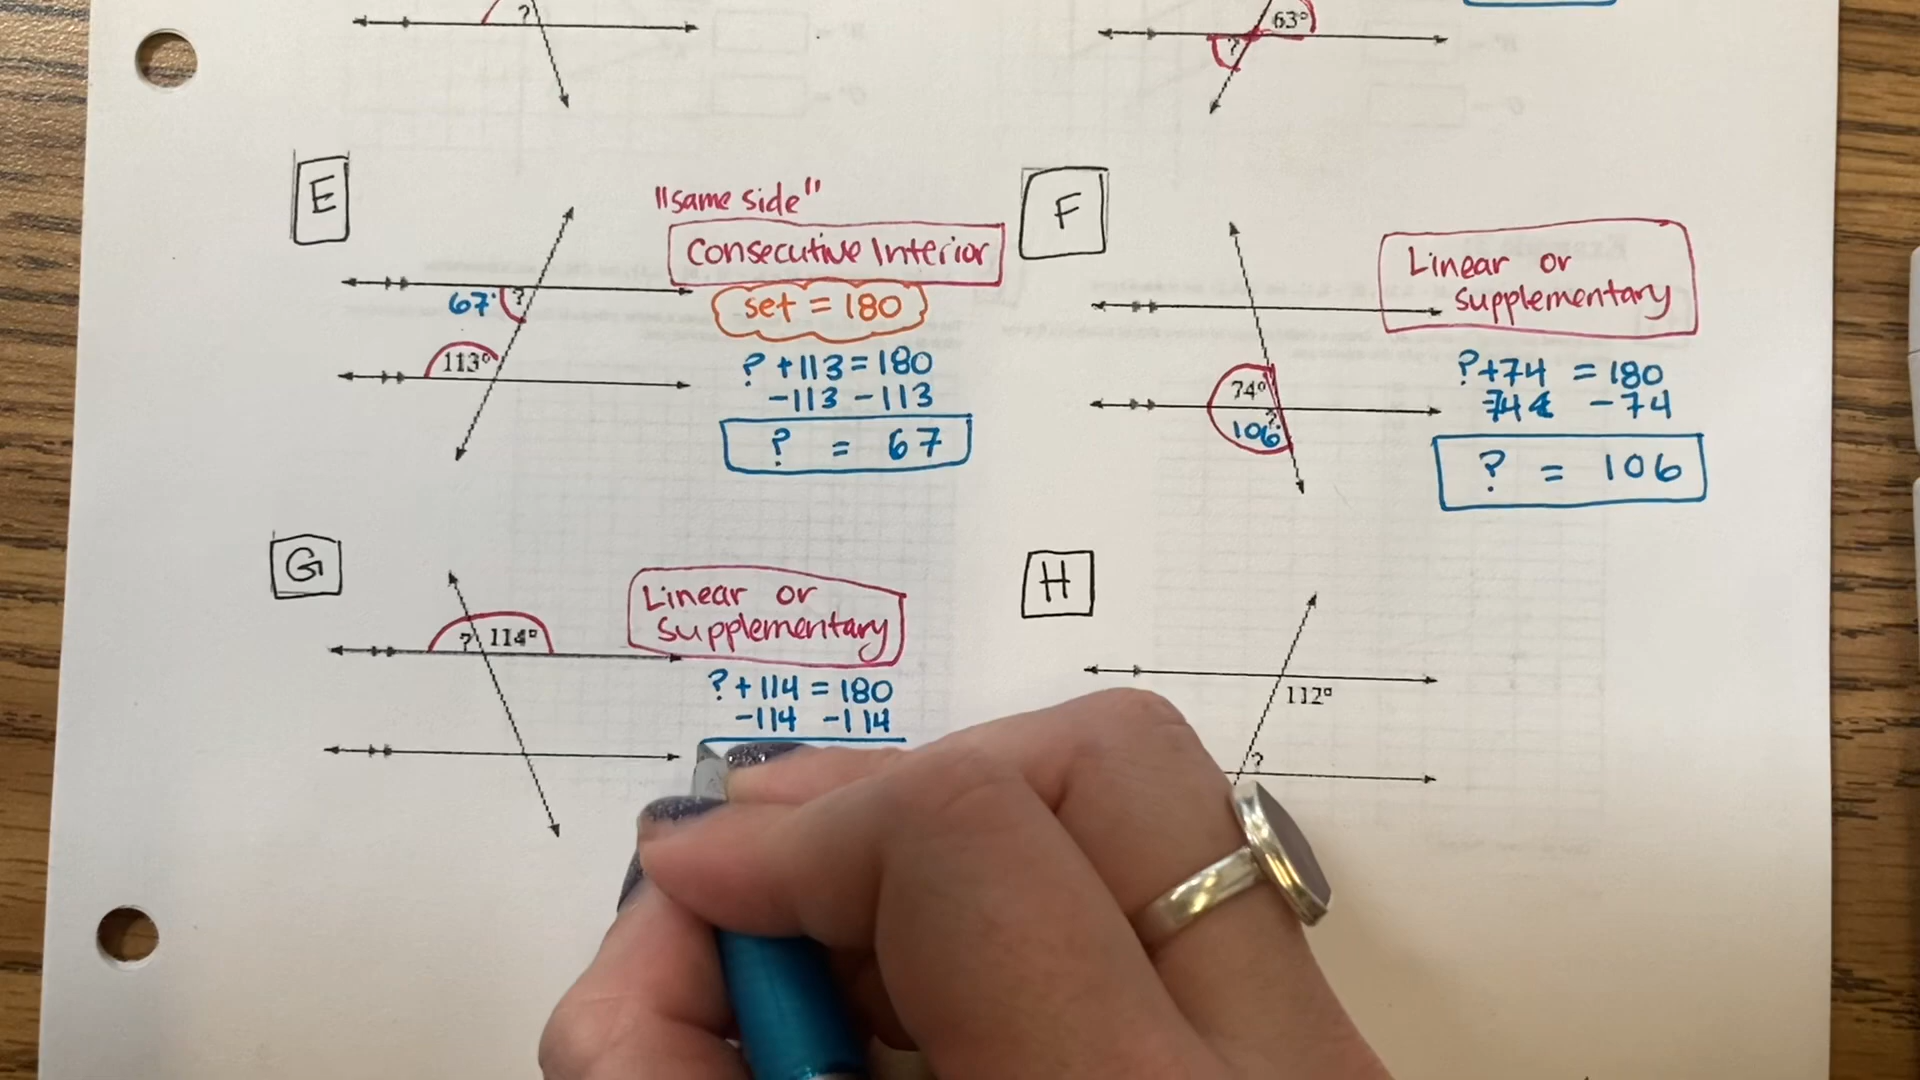 ?
63°
?
E
"same side"
Consecutive Interior
set = 180
67°
?
113°
? +113 = 180
-113 -113
? = 67
F
Linear or
supplementary
74°
?
106
?+74 = 180
-74
? = 106
G
Linear or
supplementary
? 114°
? +114 = 180
-114 -114
H
112°
?